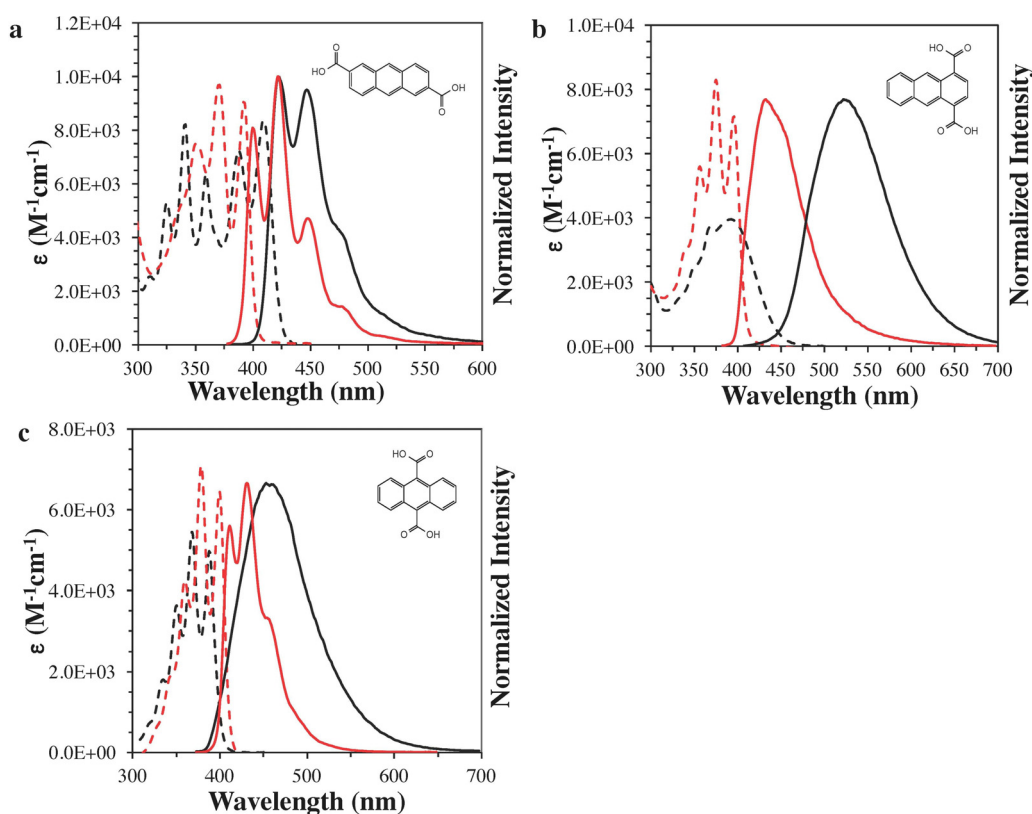 a
1.2E+04
1.0E+04
8.0E+03
6.0E+03
4.0E+03
2.0E+03
0.0E+00
ε (M-1cm-1)
300 350 400 450 500 550 600
Wavelength (nm)
Normalized Intensity
HO O
O OH
b
1.0E+04
8.0E+03
6.0E+03
4.0E+03
2.0E+03
0.0E+00
ε (M-1cm-1)
300 350 400 450 500 550 600 650 700
Wavelength (nm)
Normalized Intensity
HO O
O OH
c
8.0E+03
6.0E+03
4.0E+03
2.0E+03
0.0E+00
ε (M-1cm-1)
300 400 500 600 700
Wavelength (nm)
Normalized Intensity
HO O
O OH